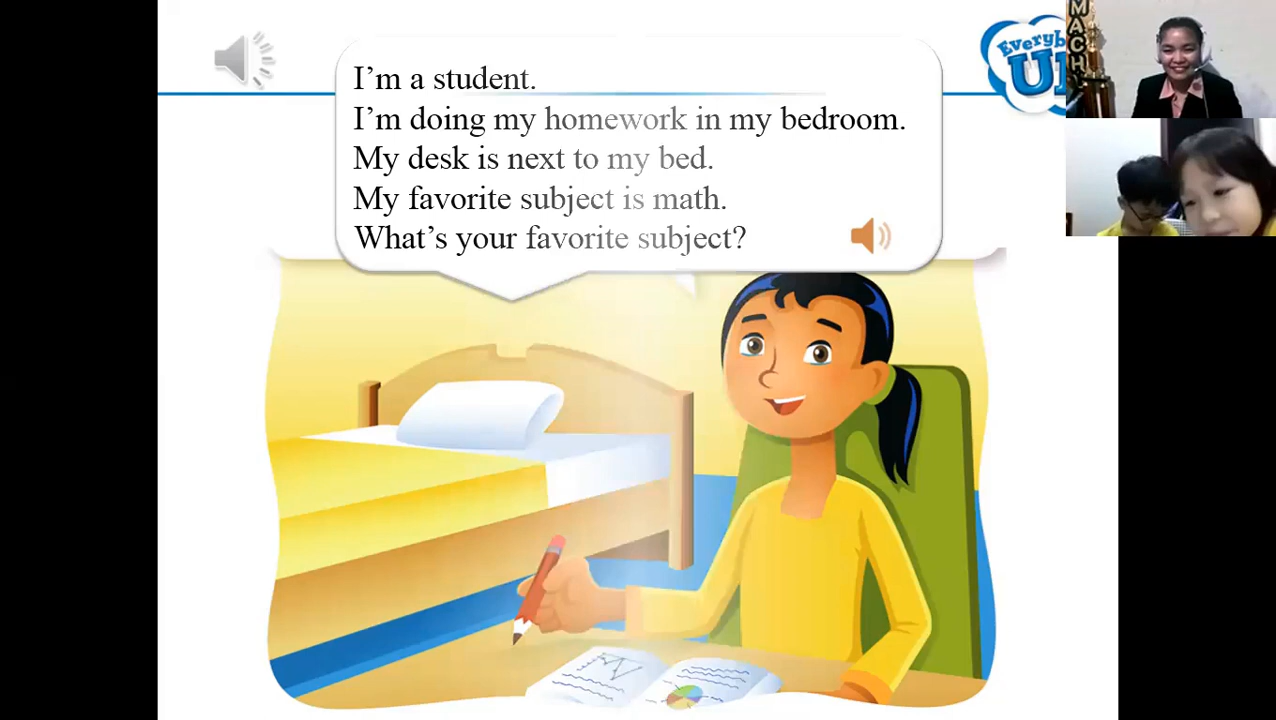 I'm a student.
I'm doing my homework in my bedroom.
My desk is next to my bed.
My favorite subject is math.
What's your favorite subject?
MACH